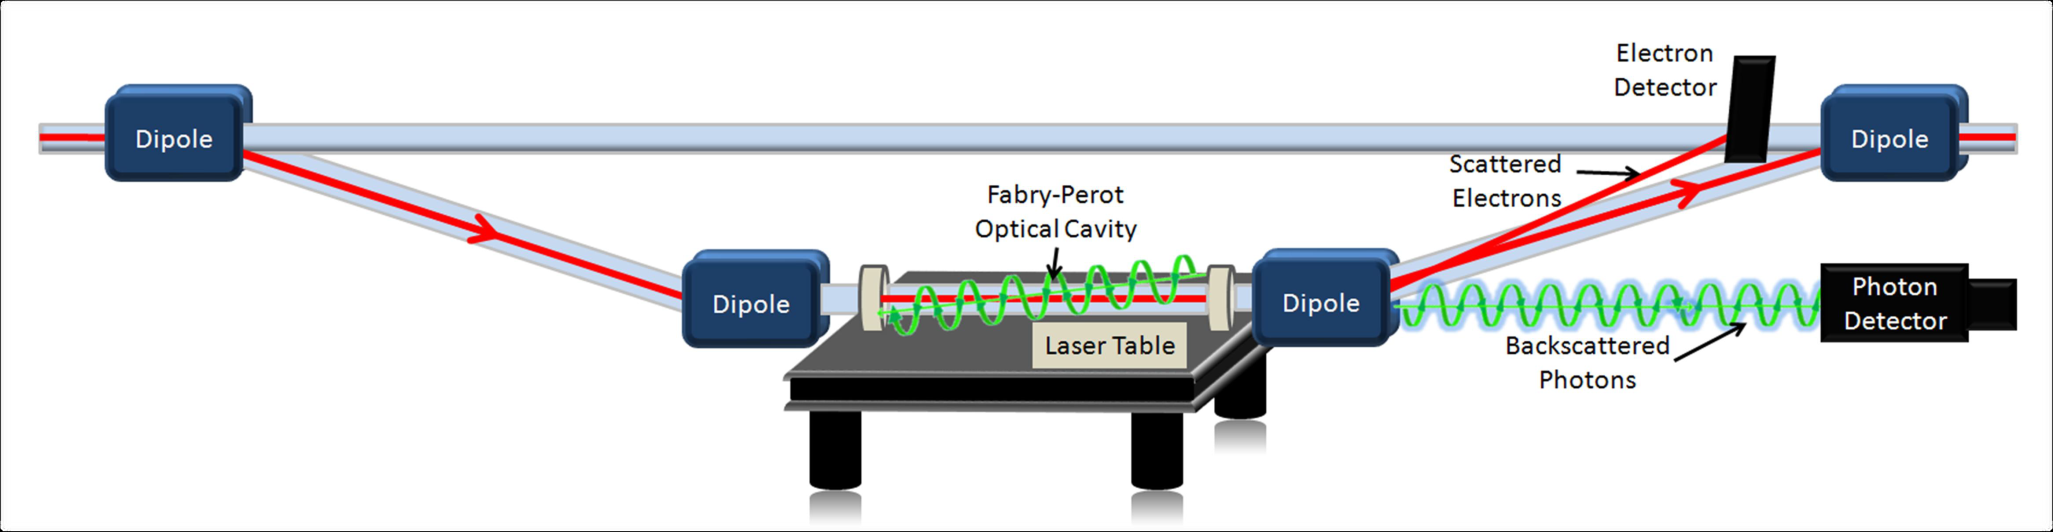 Electron
Detector
Dipole
Dipole
Scattered
Electrons
Fabry-Perot
Optical Cavity
Dipole
Dipole
Photon
Detector
Laser Table
Backscattered
Photons